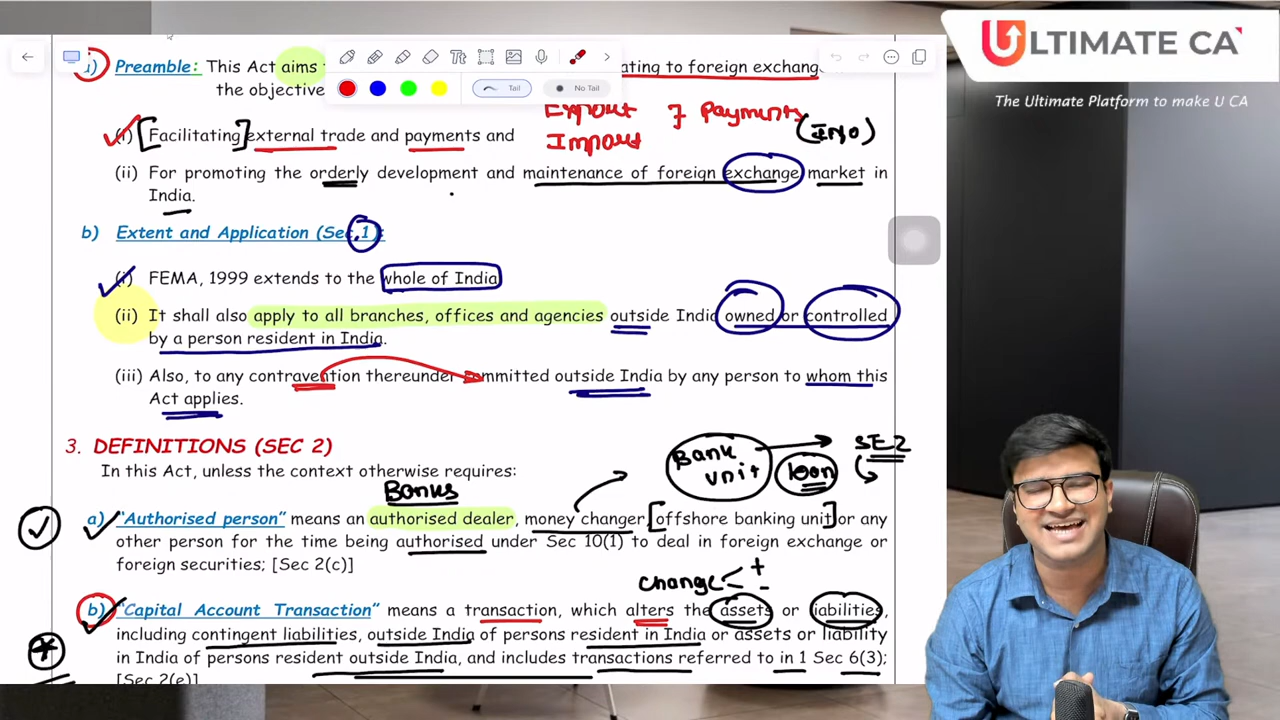 ULTIMATE CA
The Ultimate Platform to make U CA
Preamble: This Act aims
ating to foreign exchang
the objective
Tail
No Tail
Export } Payments
Import
(INO)
(i) [Facilitating] external trade and payments and
(ii) For promoting the orderly development and maintenance of foreign exchange market in
India.
b) Extent and Application (Sec.1):
(i) FEMA, 1999 extends to the whole of India
(ii) It shall also apply to all branches, offices and agencies outside India owned or controlled
by a person resident in India.
(iii) Also, to any contravention thereunder committed outside India by any person to whom this
Act applies.
3. DEFINITIONS (SEC 2)
Bank unit
loan
SEZ
In this Act, unless the context otherwise requires:
Banks
a) "Authorised person" means an authorised dealer, money changer, [offshore banking unit] or any
other person for the time being authorised under Sec 10(1) to deal in foreign exchange or
foreign securities; [Sec 2(c)]
change < + -
b) "Capital Account Transaction" means a transaction, which alters the assets or liabilities,
including contingent liabilities, outside India of persons resident in India or assets or liability
in India of persons resident outside India, and includes transactions referred to in 1 Sec 6(3);
[Sec 2(e)]